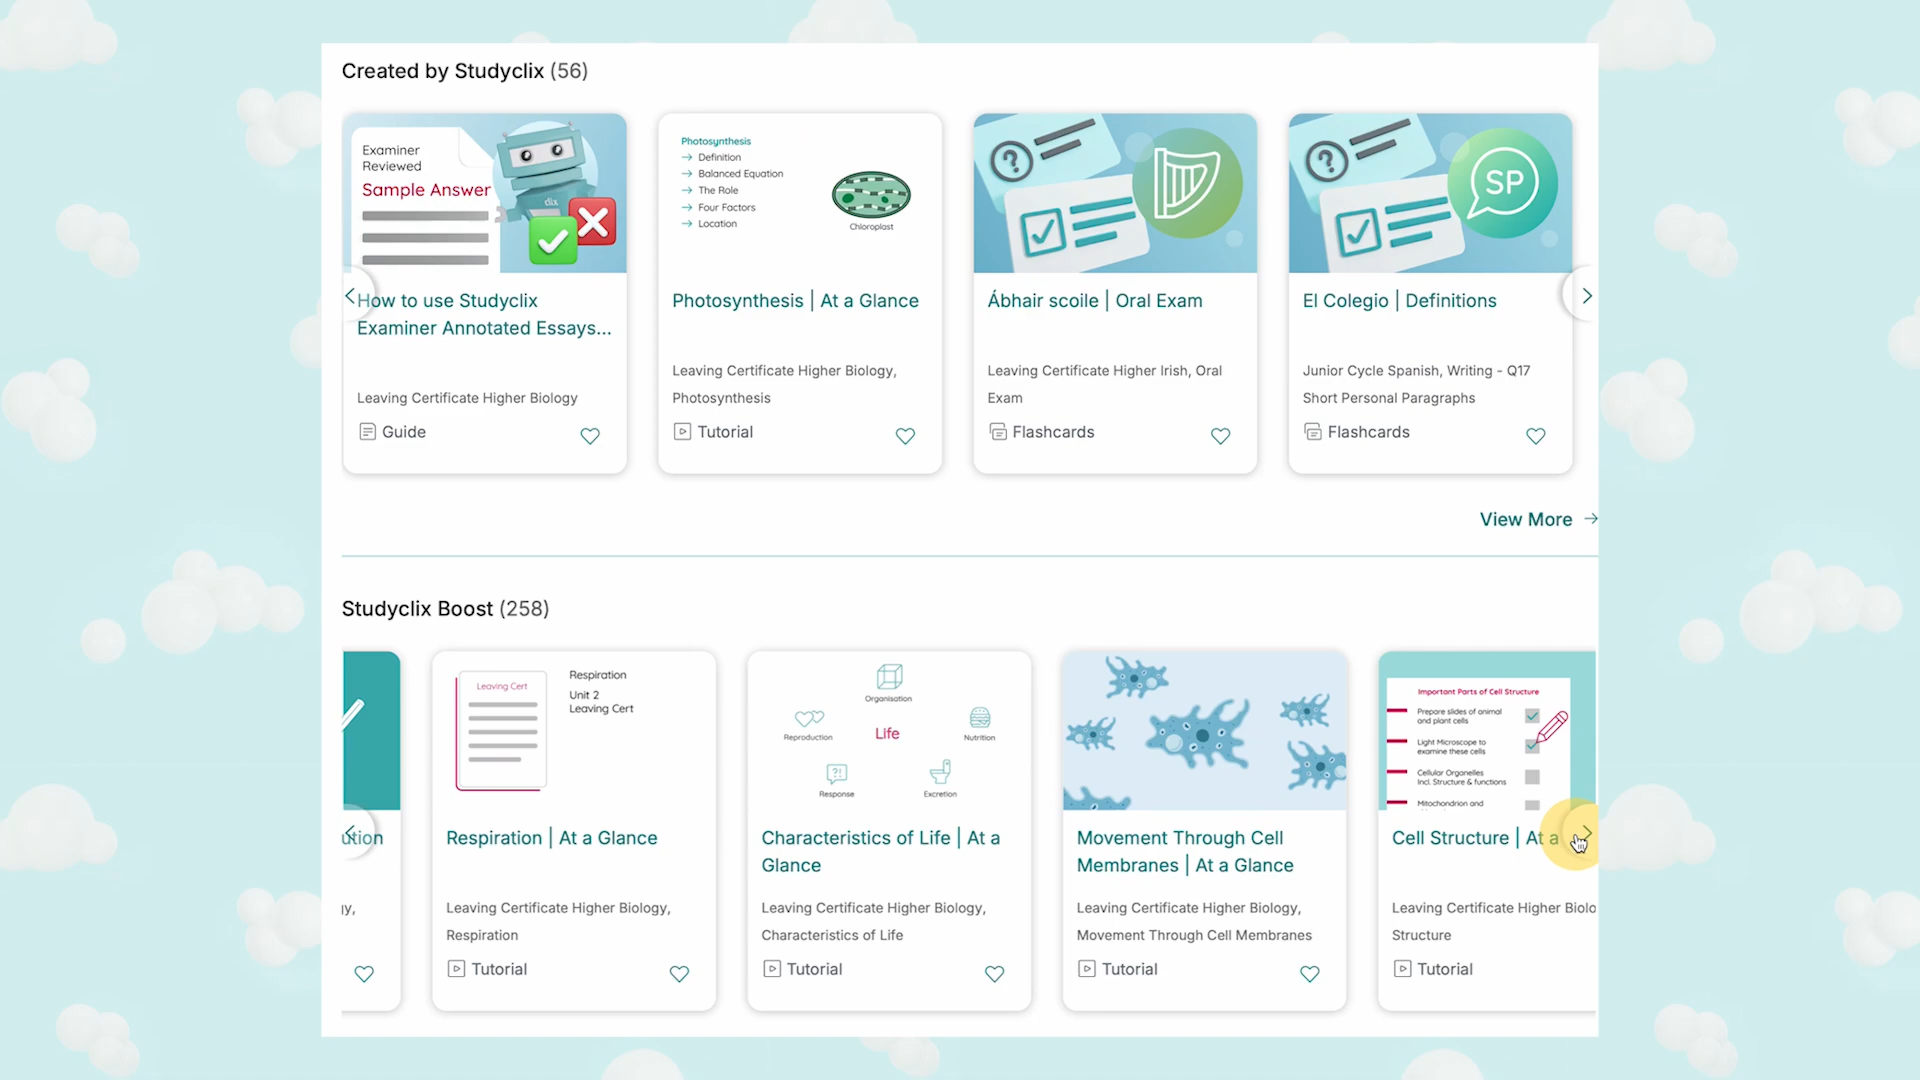 Created by Studyclix (56)
Examiner
Reviewed
Sample Answer
clix
How to use Studyclix
Examiner Annotated Essays...
Leaving Certificate Higher Biology
Guide
Photosynthesis
Definition
Balanced Equation
The Role
Four Factors
Location
Chloroplast
Photosynthesis | At a Glance
Leaving Certificate Higher Biology,
Photosynthesis
Tutorial
Ábhair scoile | Oral Exam
Leaving Certificate Higher Irish, Oral
Exam
Flashcards
SP
El Colegio | Definitions
Junior Cycle Spanish, Writing - Q17
Short Personal Paragraphs
Flashcards
View More
Studyclix Boost (258)
Leaving Cert
Respiration
Unit 2
Leaving Cert
Respiration | At a Glance
Leaving Certificate Higher Biology,
Respiration
Tutorial
Organisation
Reproduction
Life
Nutrition
Response
Excretion
Characteristics of Life | At a
Glance
Leaving Certificate Higher Biology,
Characteristics of Life
Tutorial
Movement Through Cell
Membranes | At a Glance
Leaving Certificate Higher Biology,
Movement Through Cell Membranes
Tutorial
Important Parts of Cell Structure
Prepare slides of animal
and plant cells
Light Microscope to
examine these cells
Cellular Organelles
Incl. Structure & functions
Mitochondrion and
Cell Structure | At a
Leaving Certificate Higher Biolo
Structure
Tutorial